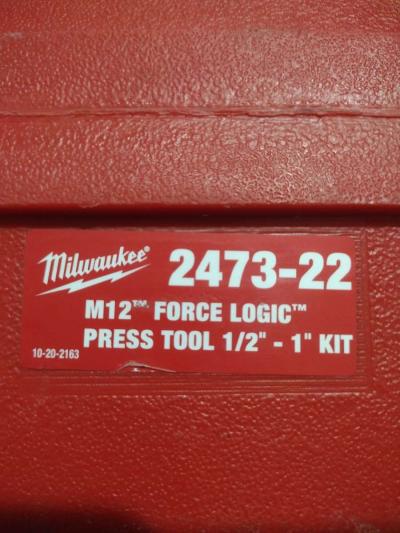 Milwaukee® 2473-22
M12™ FORCE LOGIC™
PRESS TOOL 1/2" - 1" KIT
10-20-2163